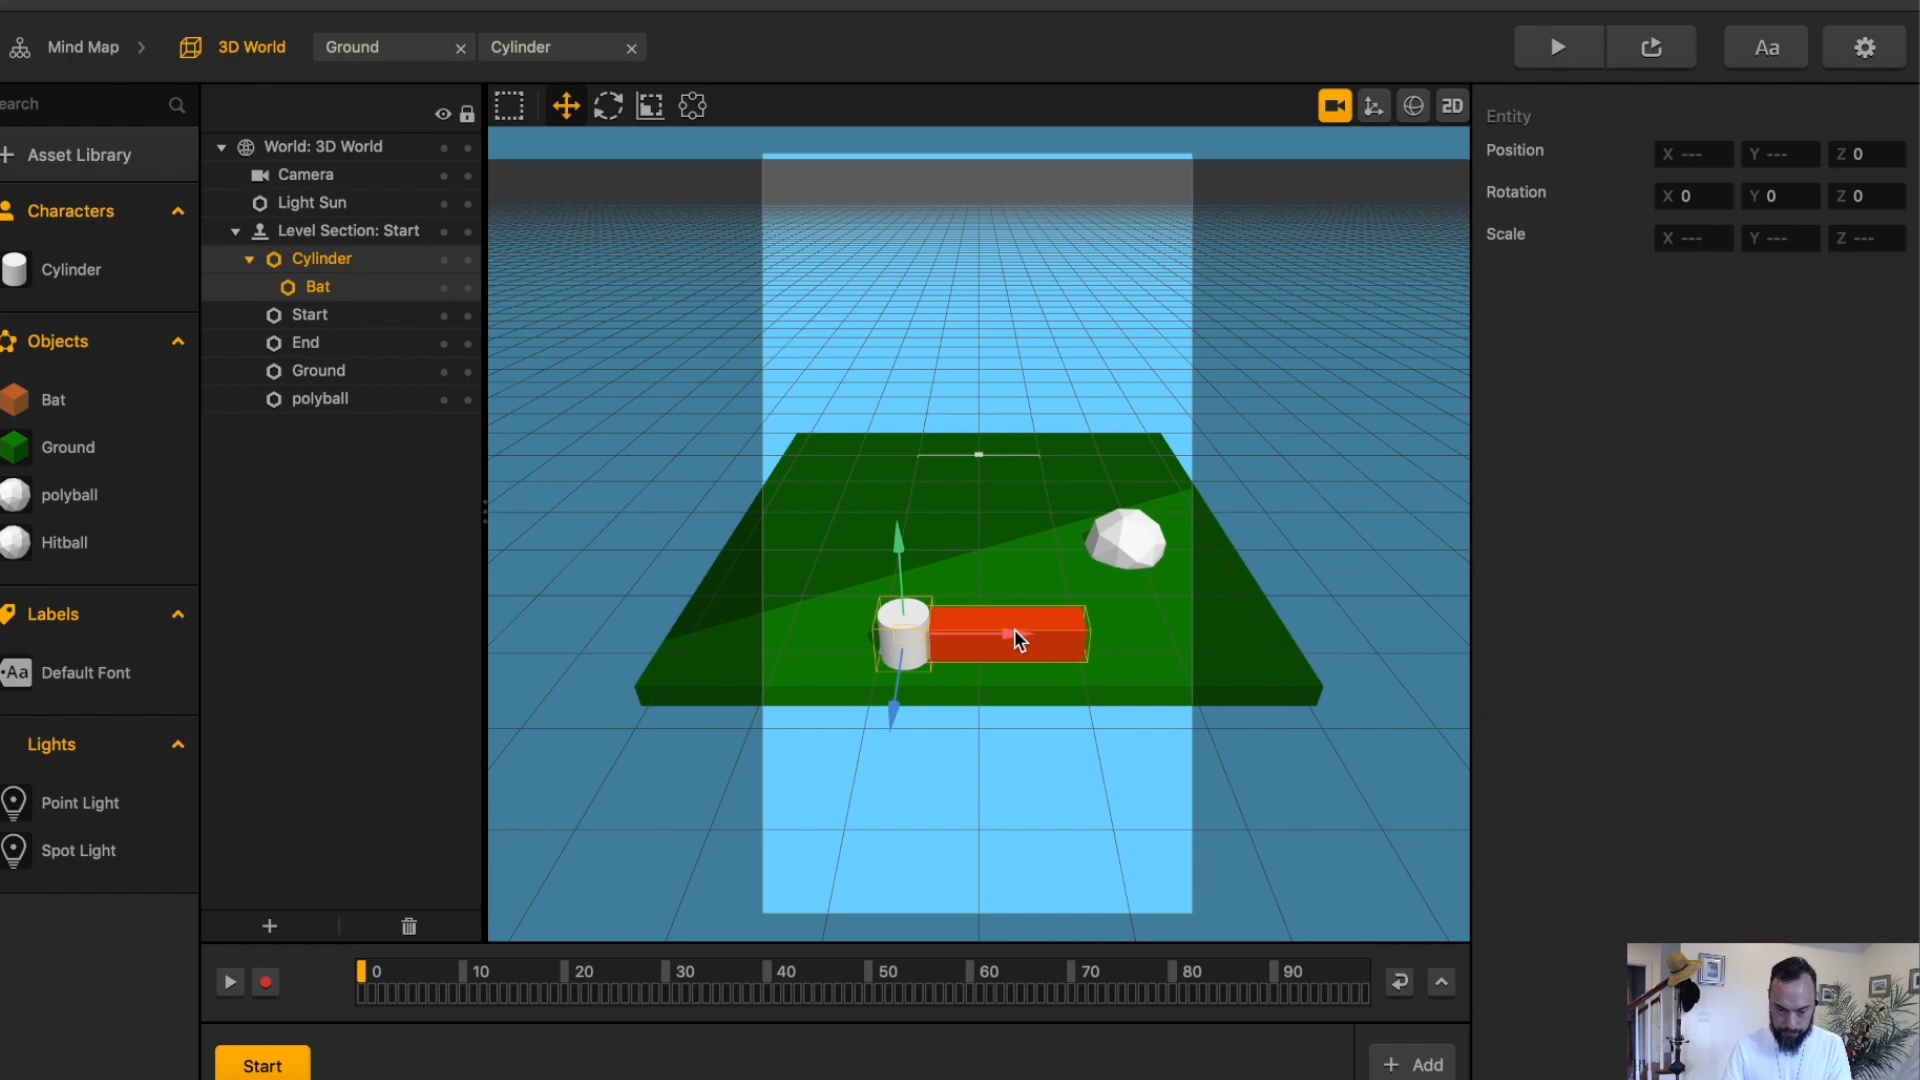 Mind Map
3D World
Ground
Cylinder
Aa
earch
Asset Library
Characters
Cylinder
Objects
Bat
Ground
polyball
Hitball
Labels
Aa Default Font
Lights
Point Light
Spot Light
World: 3D World
Camera
Light Sun
Level Section: Start
Cylinder
Bat
Start
End
Ground
polyball
2D
Entity
Position X --- Y --- Z 0
Rotation X 0 Y 0 Z 0
Scale X --- Y --- Z ---
0 10 20 30 40 50 60 70 80 90
Start
+ Add